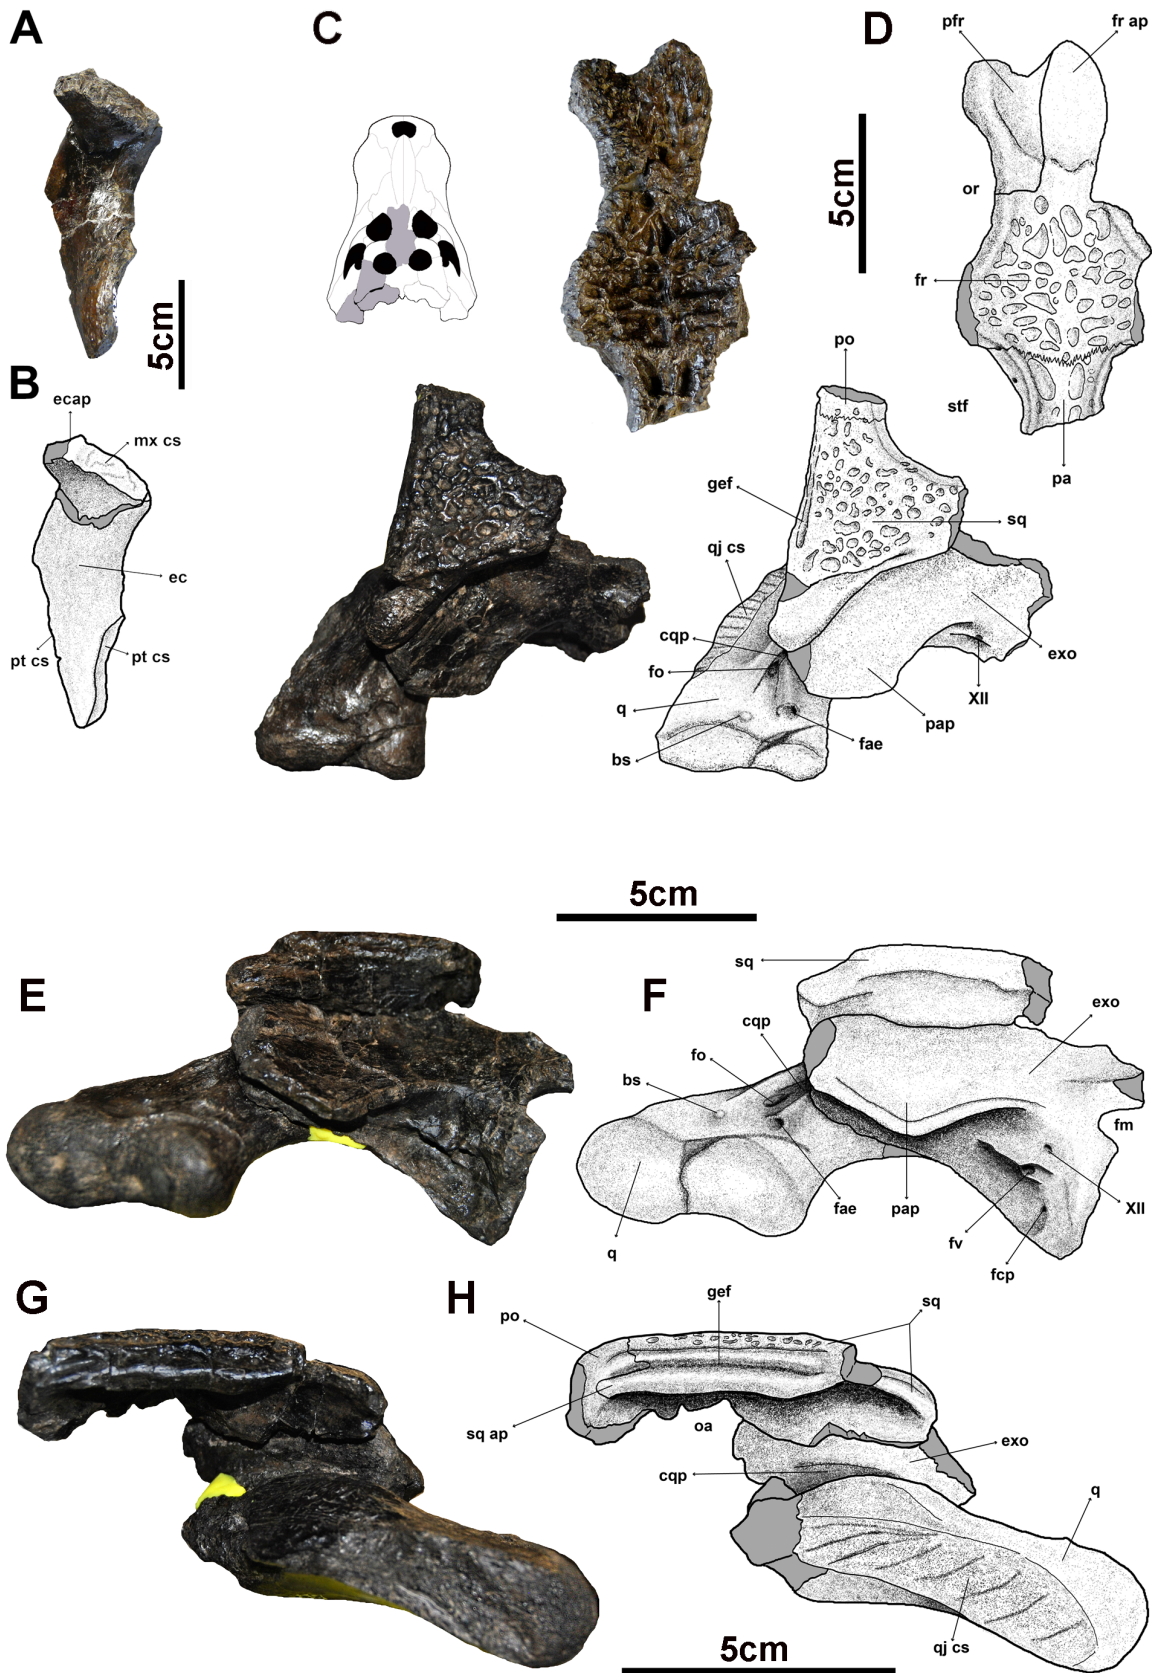 A
C
D
pfr
fr ap
5cm
or
fr
5cm
B
ecap
mx cs
ec
pt cs
pt cs
po
stf
pa
gef
sq
qj cs
cqp
fo
q
bs
fae
pap
XII
exo
5cm
E
F
sq
exo
cqp
fo
bs
fm
q
fae
pap
fv
fcp
XII
G
H
po
gef
sq
sq ap
oa
exo
cqp
q
qj cs
5cm